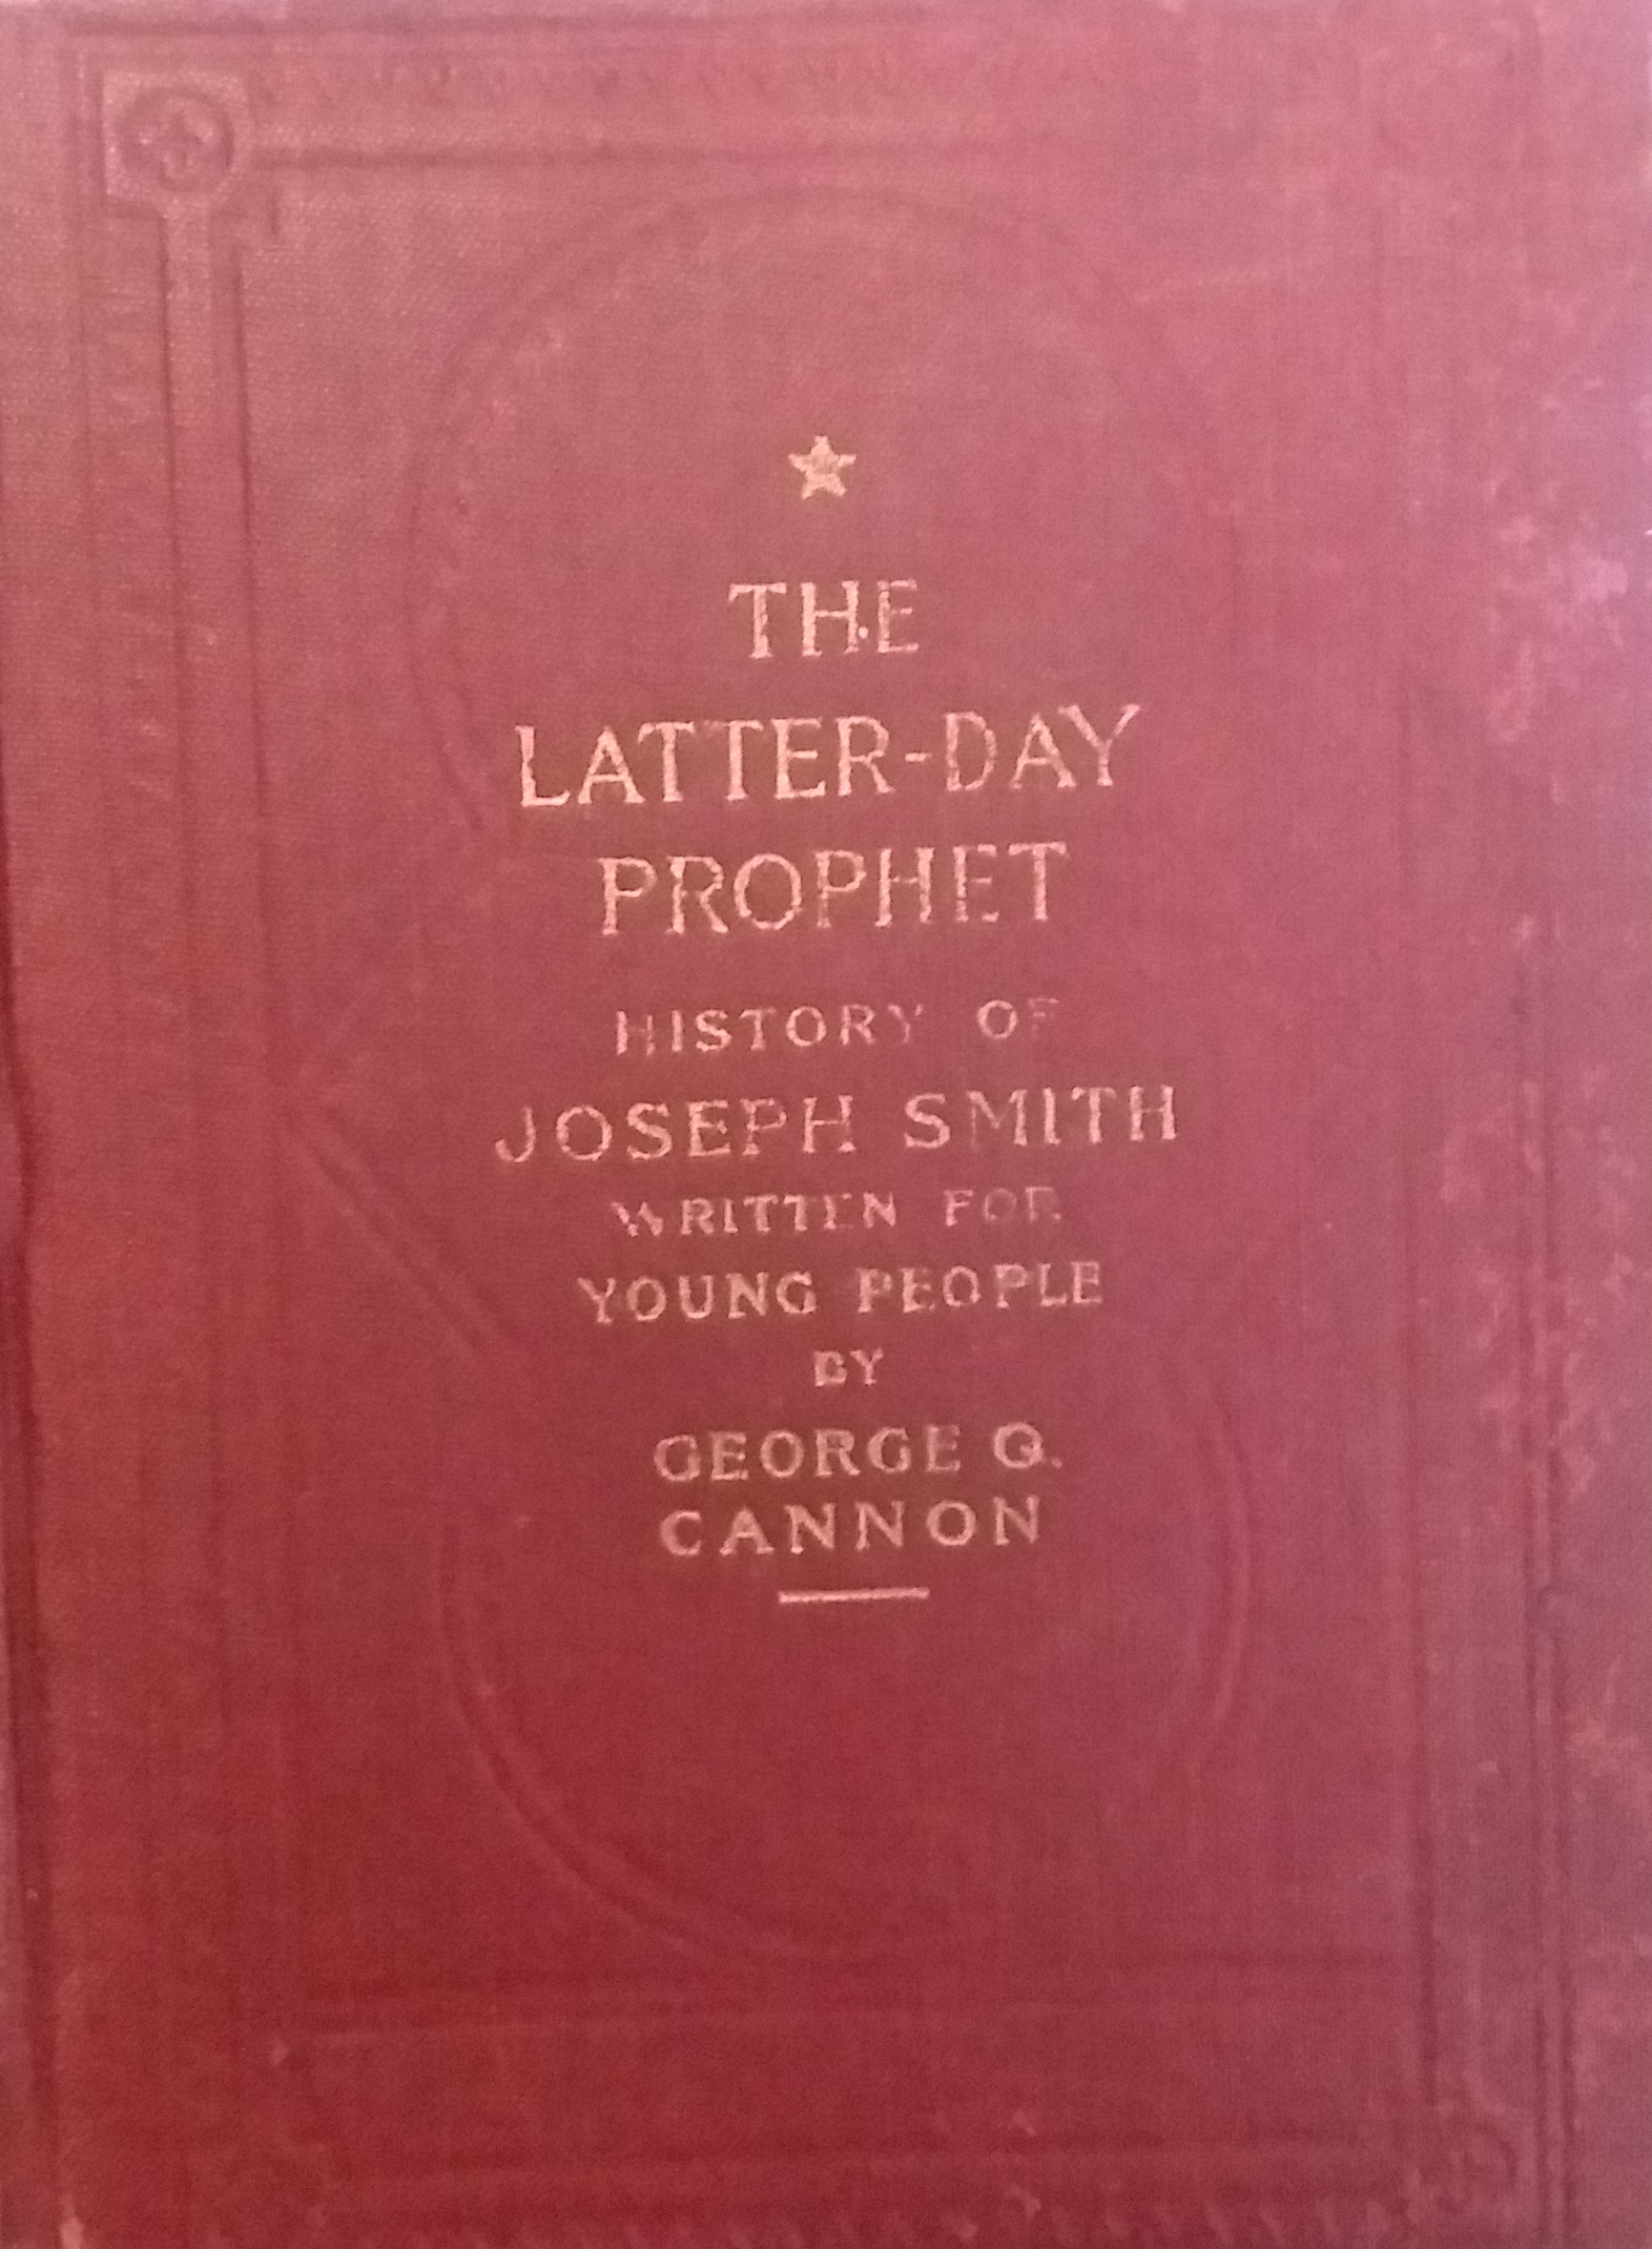 THE
LATTER-DAY
PROPHET
HISTORY OF
JOSEPH SMITH
WRITTEN FOR
YOUNG PEOPLE
BY
GEORGE Q.
CANNON